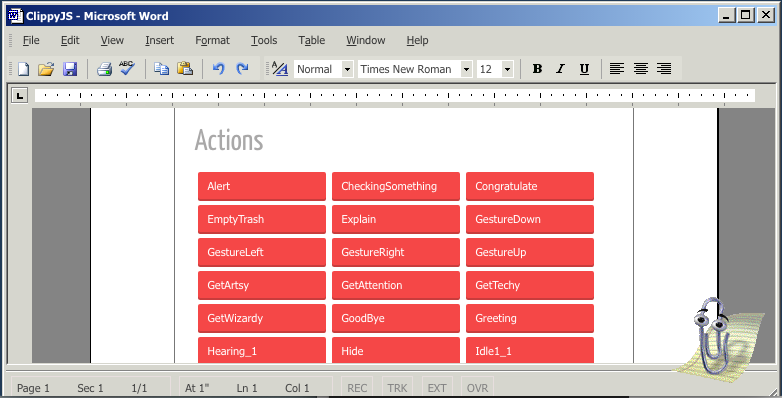 ClippyJS - Microsoft Word
File Edit View Insert Format Tools Table Window Help
ABC A Normal Times New Roman 12 B I U
L
Actions
Alert CheckingSomething Congratulate
EmptyTrash Explain GestureDown
GestureLeft GestureRight GestureUp
GetArtsy GetAttention GetTechy
GetWizardy GoodBye Greeting
Hearing_1 Hide Idle1_1
Page 1 Sec 1 1/1 At 1" Ln 1 Col 1 REC TRK EXT OVR